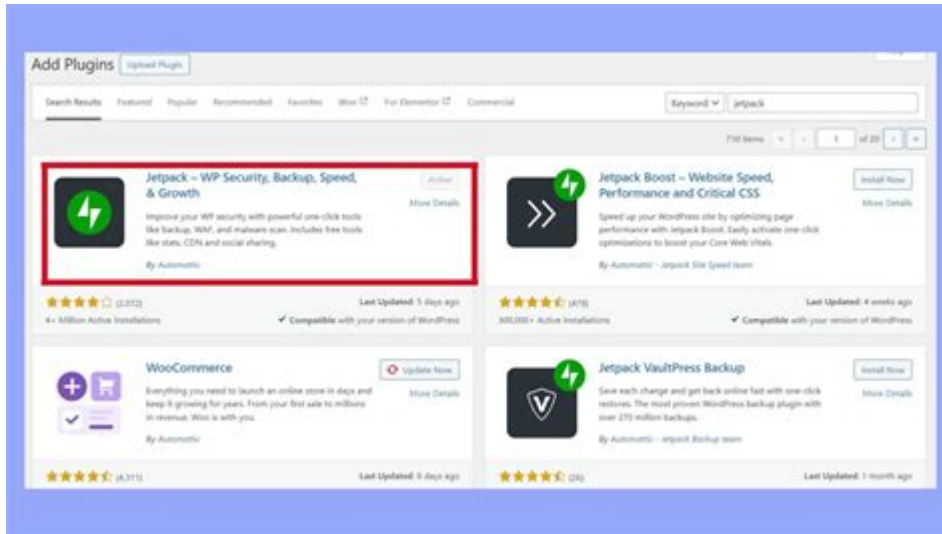 Add Plugins Upload Plugin
Search Results Featured Popular Recommended Favorites Woo For Elementor Commercial Keyword jetpack
items « ‹ 1 of 20 › »
Jetpack – WP Security, Backup, Speed,
& Growth
Active
More Details
Improve your WP security with powerful one-click tools
like backup, WAF, and malware scan. Includes free tools
like stats, CDN and social sharing.
By Automattic
Last Updated: 5 days ago
4+ Million Active Installations
Compatible with your version of WordPress
Jetpack Boost – Website Speed,
Performance and Critical CSS
Install Now
More Details
Speed up your WordPress site by optimizing page
performance with Jetpack Boost. Easily activate one-click
optimizations to boost your Core Web Vitals.
By Automattic - Jetpack Site Speed team
Last Updated: 4 weeks ago
300,000+ Active Installations
Compatible with your version of WordPress
WooCommerce
Update Now
More Details
Everything you need to launch an online store in days and
keep it growing for years. From your first sale to millions
in revenue, Woo is with you.
By Automattic
Last Updated: 6 days ago
Jetpack VaultPress Backup
Install Now
More Details
Save each change and get back online fast with one-click
restores. The most proven WordPress backup plugin with
over 270 million backups.
By Automattic - Jetpack Backup team
Last Updated: 1 month ago